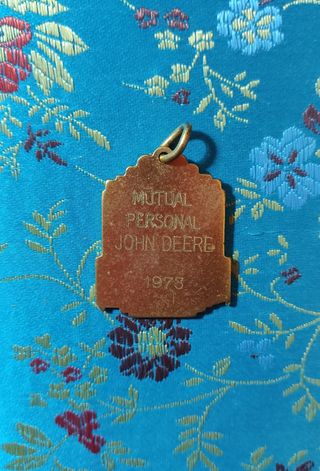 MUTUAL
PERSONAL
JOHN DEERE
1973